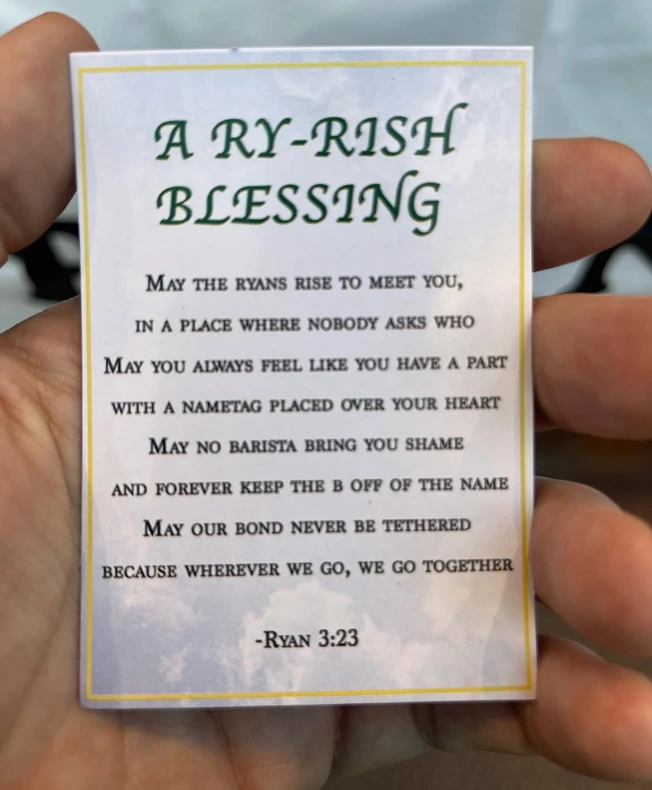 A RY-RISH
BLESSING
MAY THE RYANS RISE TO MEET YOU,
IN A PLACE WHERE NOBODY ASKS WHO
MAY YOU ALWAYS FEEL LIKE YOU HAVE A PART
WITH A NAMETAG PLACED OVER YOUR HEART
MAY NO BARISTA BRING YOU SHAME
AND FOREVER KEEP THE B OFF OF THE NAME
MAY OUR BOND NEVER BE TETHERED
BECAUSE WHEREVER WE GO, WE GO TOGETHER
-RYAN 3:23